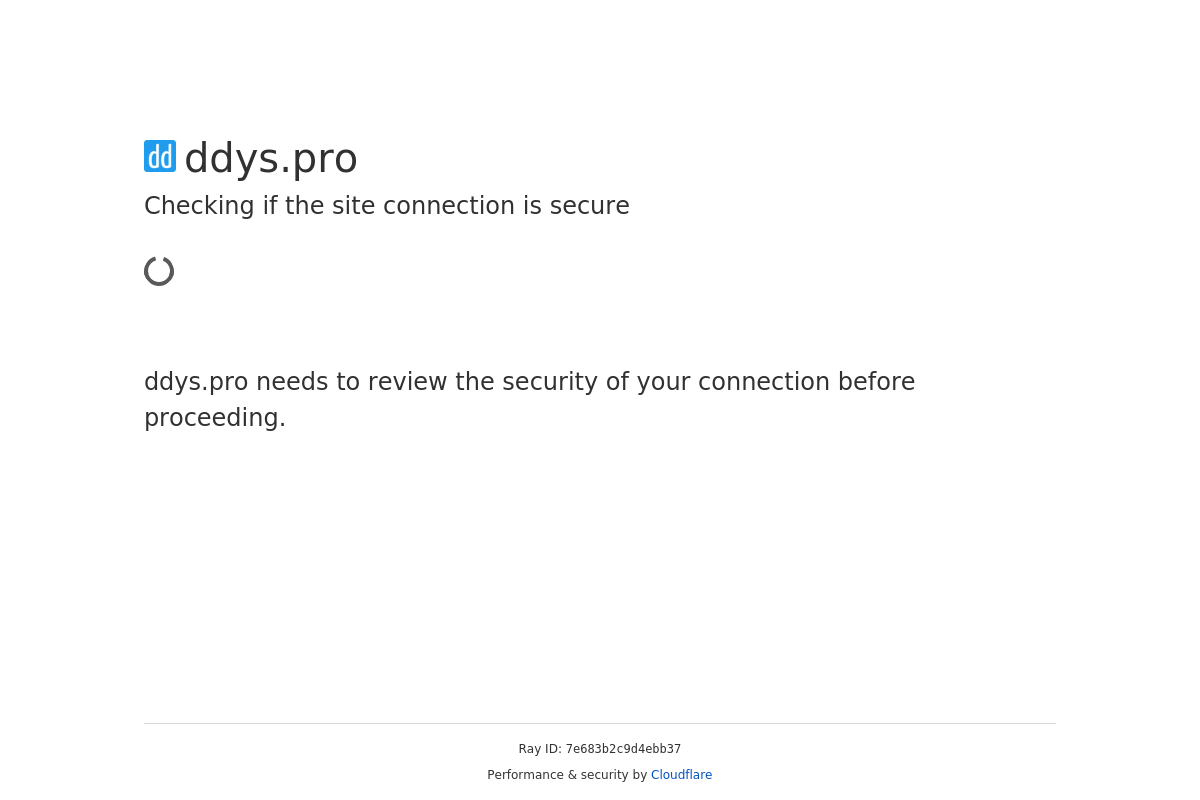 dd ddys.pro
Checking if the site connection is secure
ddys.pro needs to review the security of your connection before
proceeding.
Ray ID: 7e683b2c9d4ebb37
Performance & security by Cloudflare